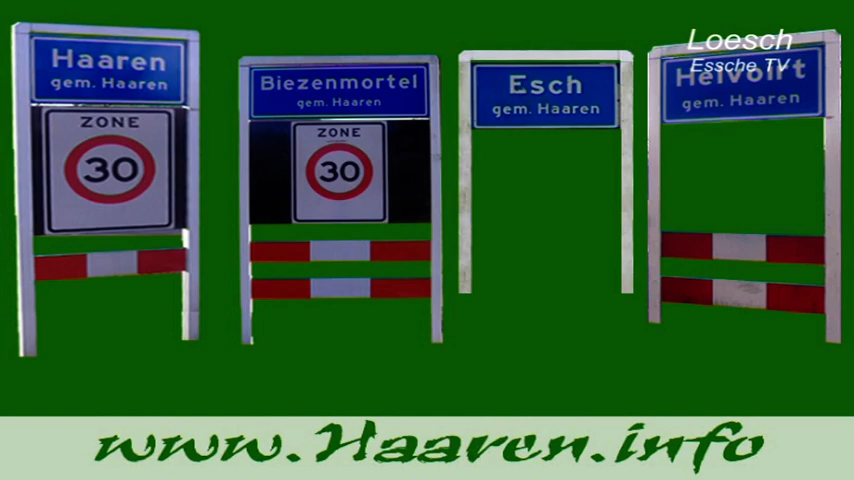 Haaren
gem. Haaren
ZONE
30
Biezenmortel
gem. Haaren
ZONE
30
Esch
gem. Haaren
Loesch
Essche TV
Helvoirt
gem. Haaren
www.Haaren.info